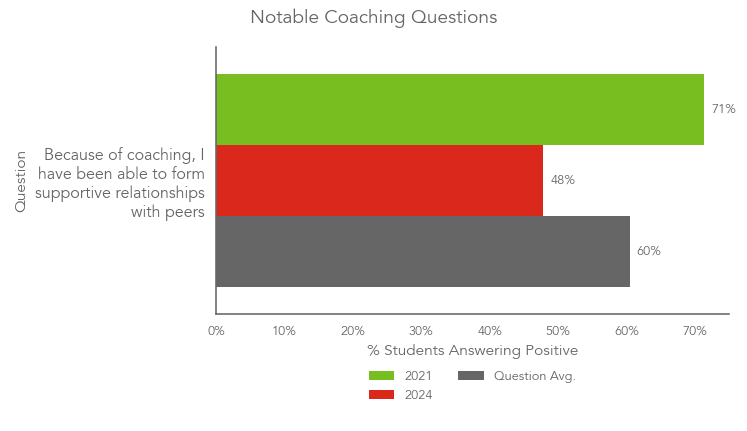 Notable Coaching Questions
Question
Because of coaching, I
have been able to form
supportive relationships
with peers
71%
48%
60%
0%
10%
20%
30%
40%
50%
60%
70%
% Students Answering Positive
2021
Question Avg.
2024